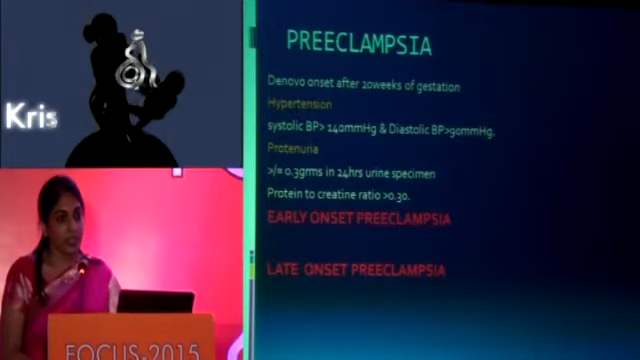 Kris
PREECLAMPSIA
Denovo onset after 20weeks of gestation
Hypertension
systolic BP> 140mmHg & Diastolic BP>90mmHg.
Protenuria
>/= 0.3grms in 24hrs urine specimen
Protein to creatine ratio >0.30.
EARLY ONSET PREECLAMPSIA
LATE ONSET PREECLAMPSIA
FOCUS-2015